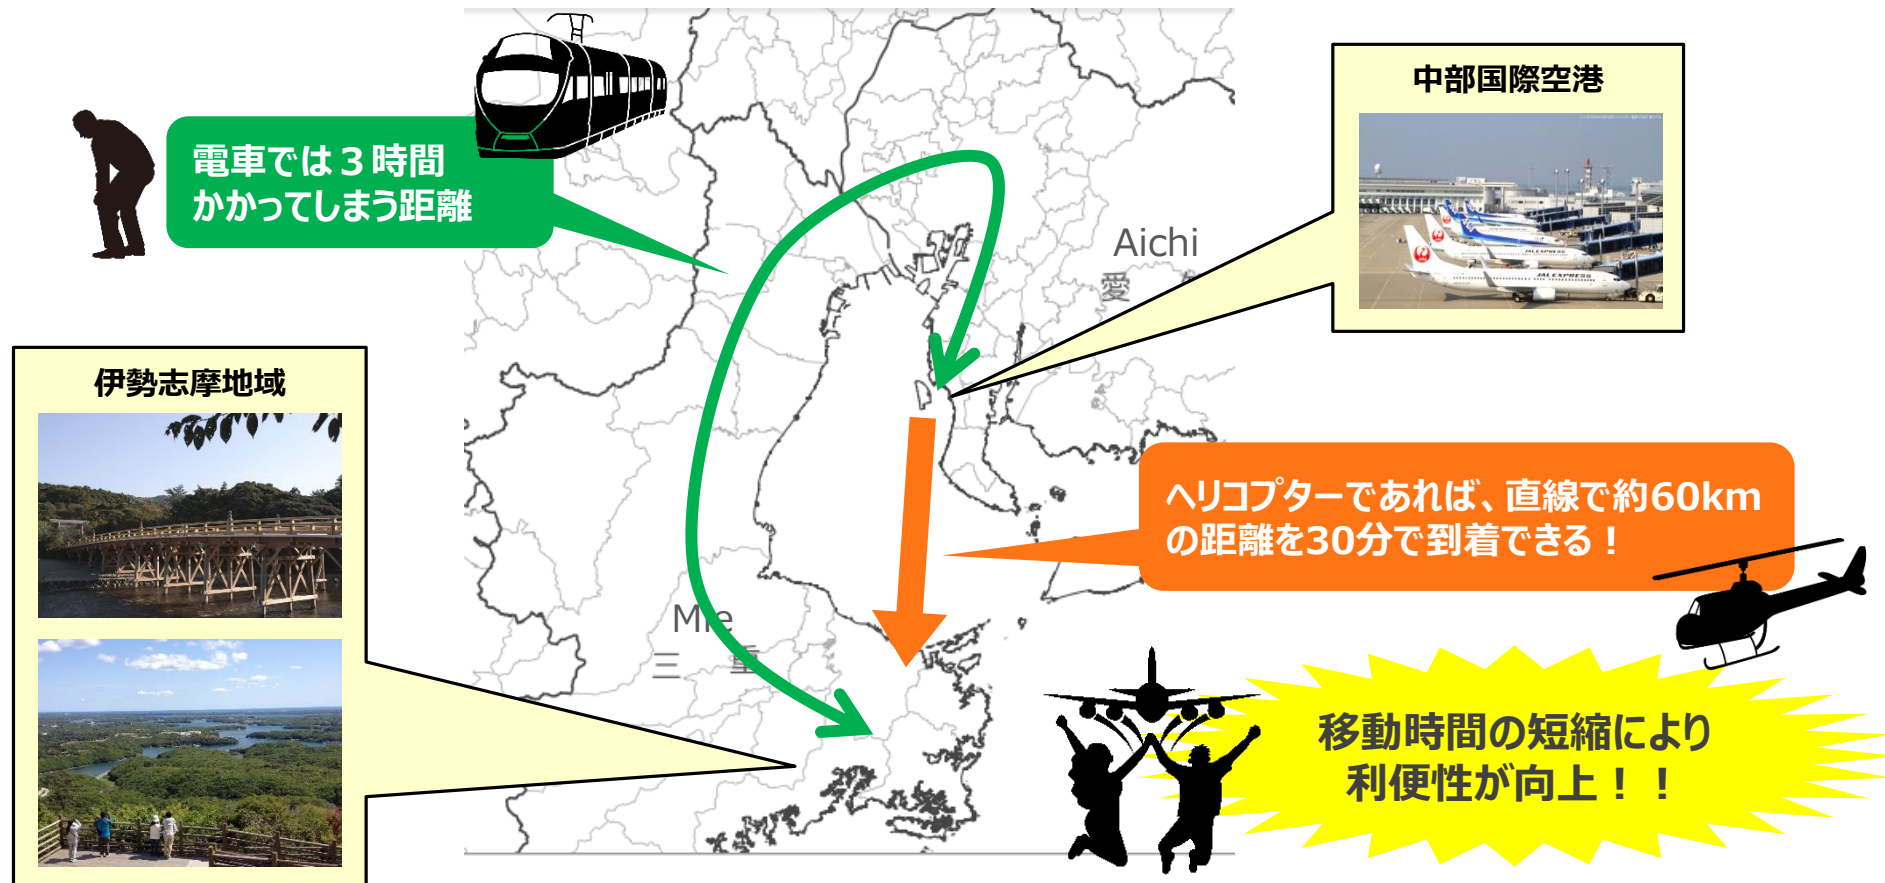 中部国際空港
電車では３時間
かかってしまう距離
Aichi
愛
JAL EXPRESS
JAL EXPRESS
伊勢志摩地域
ヘリコプターであれば、直線で約60km
の距離を30分で到着できる！
Mie
三 重
移動時間の短縮により
利便性が向上！！